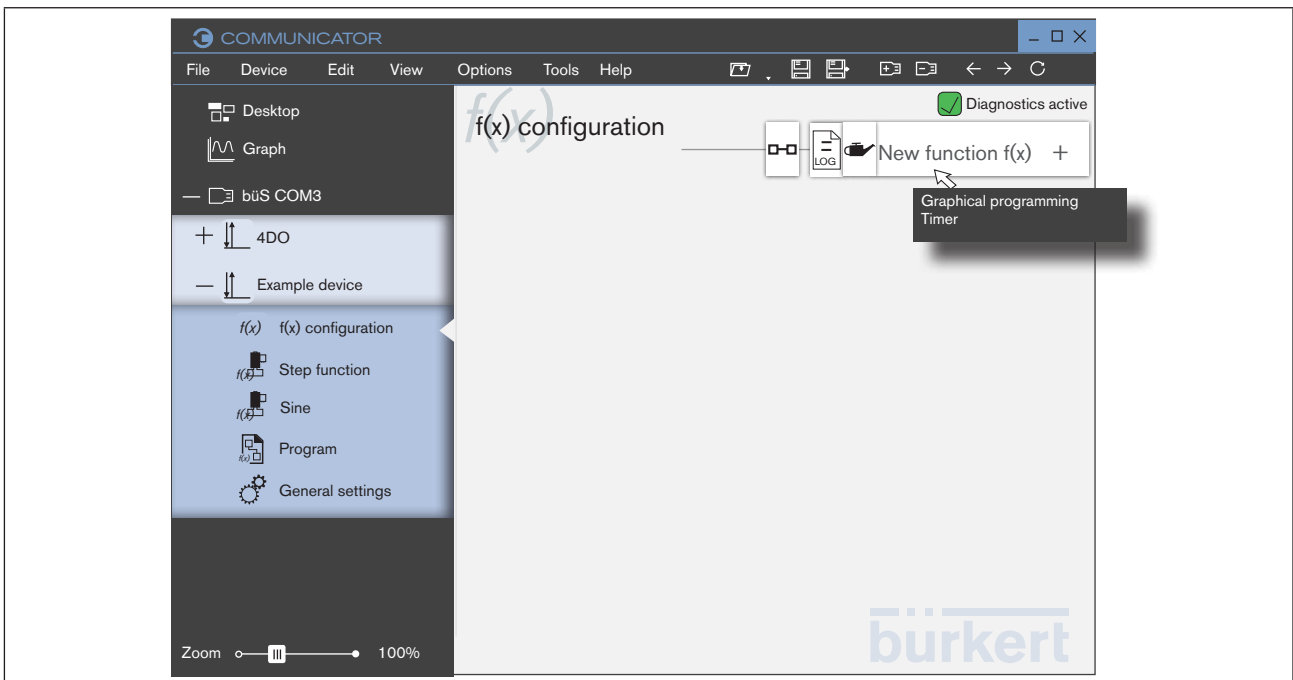 COMMUNICATOR
File Device Edit View Options Tools Help
Desktop
Graph
büS COM3
4DO
Example device
f(x) f(x) configuration
f(x) Step function
f(x) Sine
f(x) Program
General settings
Zoom 100%
f(x)
f(x) configuration
Diagnostics active
LOG
New function f(x) +
Graphical programming
Timer
burkert